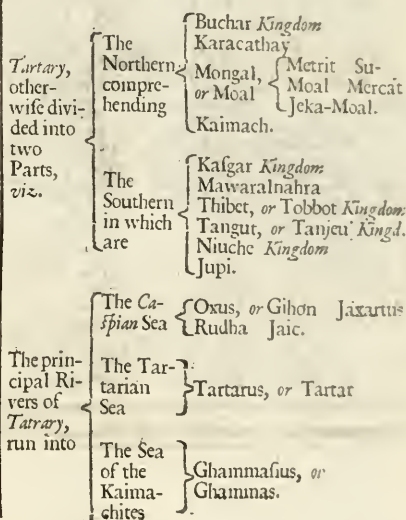 Tartary,
other-
wiſe divi-
ded into
two
Parts,
viz.
The
Northern
compre-
hending
Buchar Kingdom
Karacathay
Mongal,
or Moal
Metrit Su-
Moal Mercat
Jeka-Moal.
Kaimach.
The
Southern
in which
are
Kaſgar Kingdom
Mawaralnahra
Thibet, or Tobbot Kingdom
Tangut, or Tanjeu Kingd.
Niuche Kingdom
Jupi.
The prin-
cipal Ri-
vers of
Tatrary,
run into
The Ca-
ſpian Sea
Oxus, or Gihon Jaxartus
Rudha Jaic.
The Tar-
tarian
Sea
Tartarus, or Tartar
The Sea
of the
Kaima-
chites
Ghammaſius, or
Ghammas.